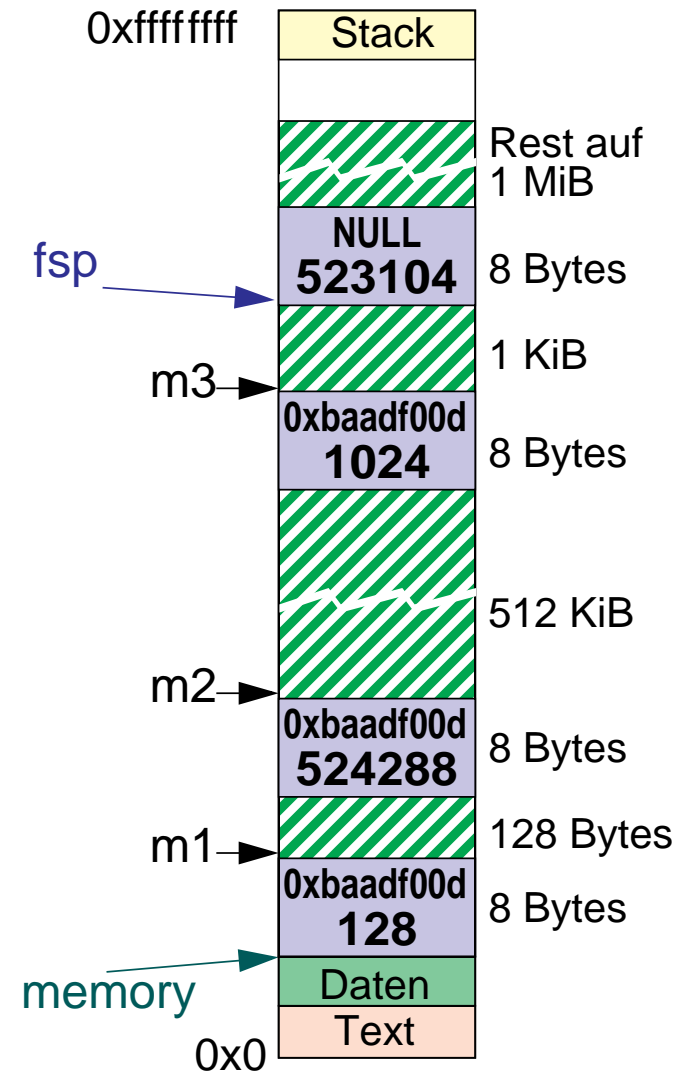 0xffffffff
Stack
Rest auf
1 MiB
NULL
523104
8 Bytes
fsp
1 KiB
m3
0xbaadf00d
1024
8 Bytes
512 KiB
m2
0xbaadf00d
524288
8 Bytes
128 Bytes
m1
0xbaadf00d
128
8 Bytes
memory
Daten
Text
0x0